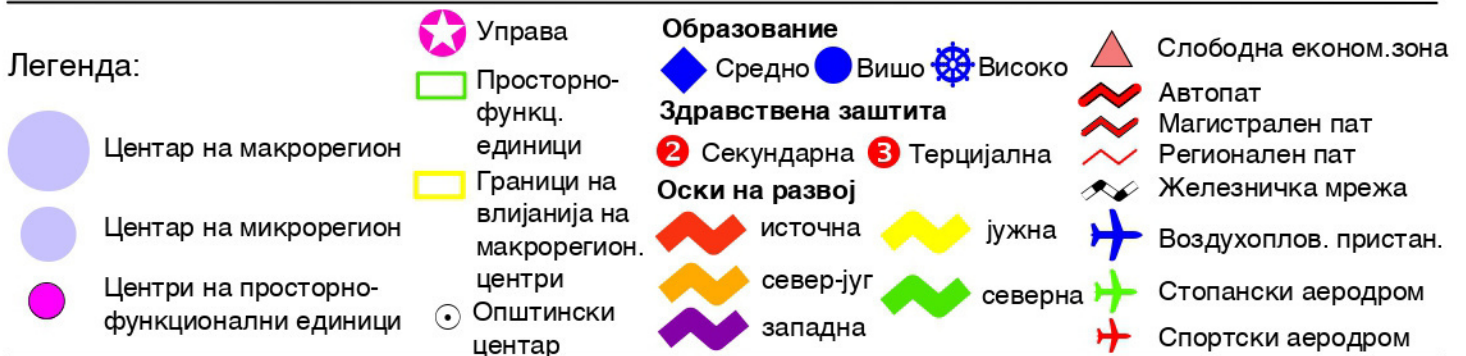 Легенда:
Центар на макрорегион
Центар на микрорегион
Центри на просторно-
функционални единици
Управа
Просторно-
функц.
единици
Граници на
влијанија на
макрорегион.
центри
Општински
центар
Образование
Средно Вишо Високо
Здравствена заштита
2 Секундарна 3 Терцијална
Оски на развој
источна јужна
север-југ северна
западна
Слободна економ.зона
Автопат
Магистрален пат
Регионален пат
Железничка мрежа
Воздухоплов. пристан.
Стопански аеродром
Спортски аеродром